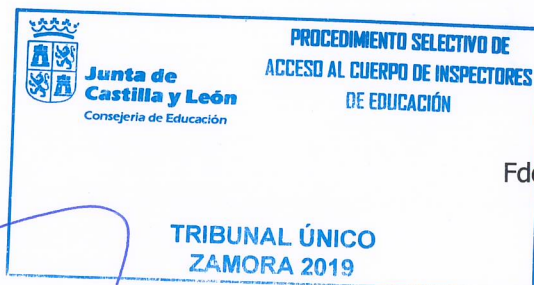 PROCEDIMIENTO SELECTIVO DE
ACCESO AL CUERPO DE INSPECTORES
DE EDUCACIÓN
Junta de
Castilla y León
Consejería de Educación
Fd
TRIBUNAL ÚNICO
ZAMORA 2019